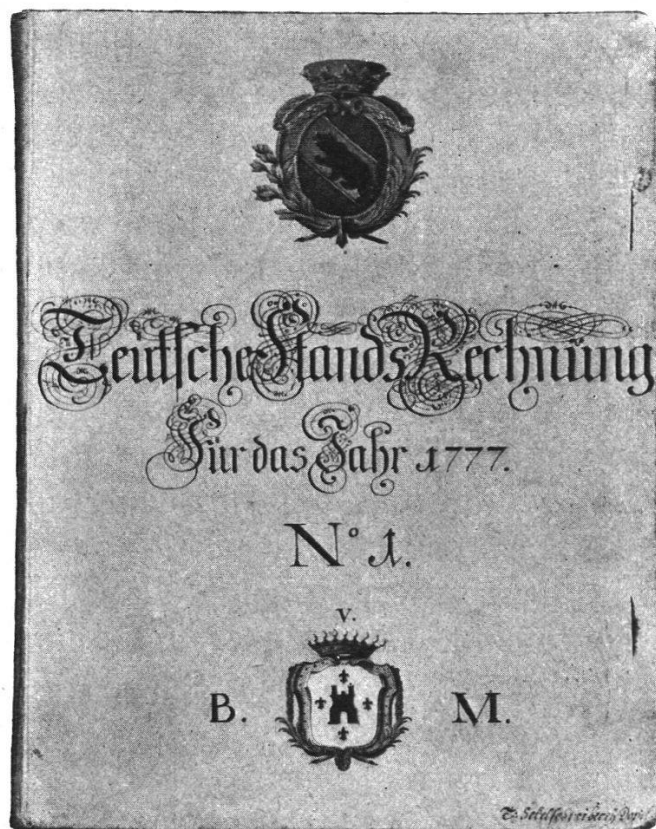 Teutsche Stands Rechnung
Für das Jahr 1777.
N° 1.
v.
B. M.